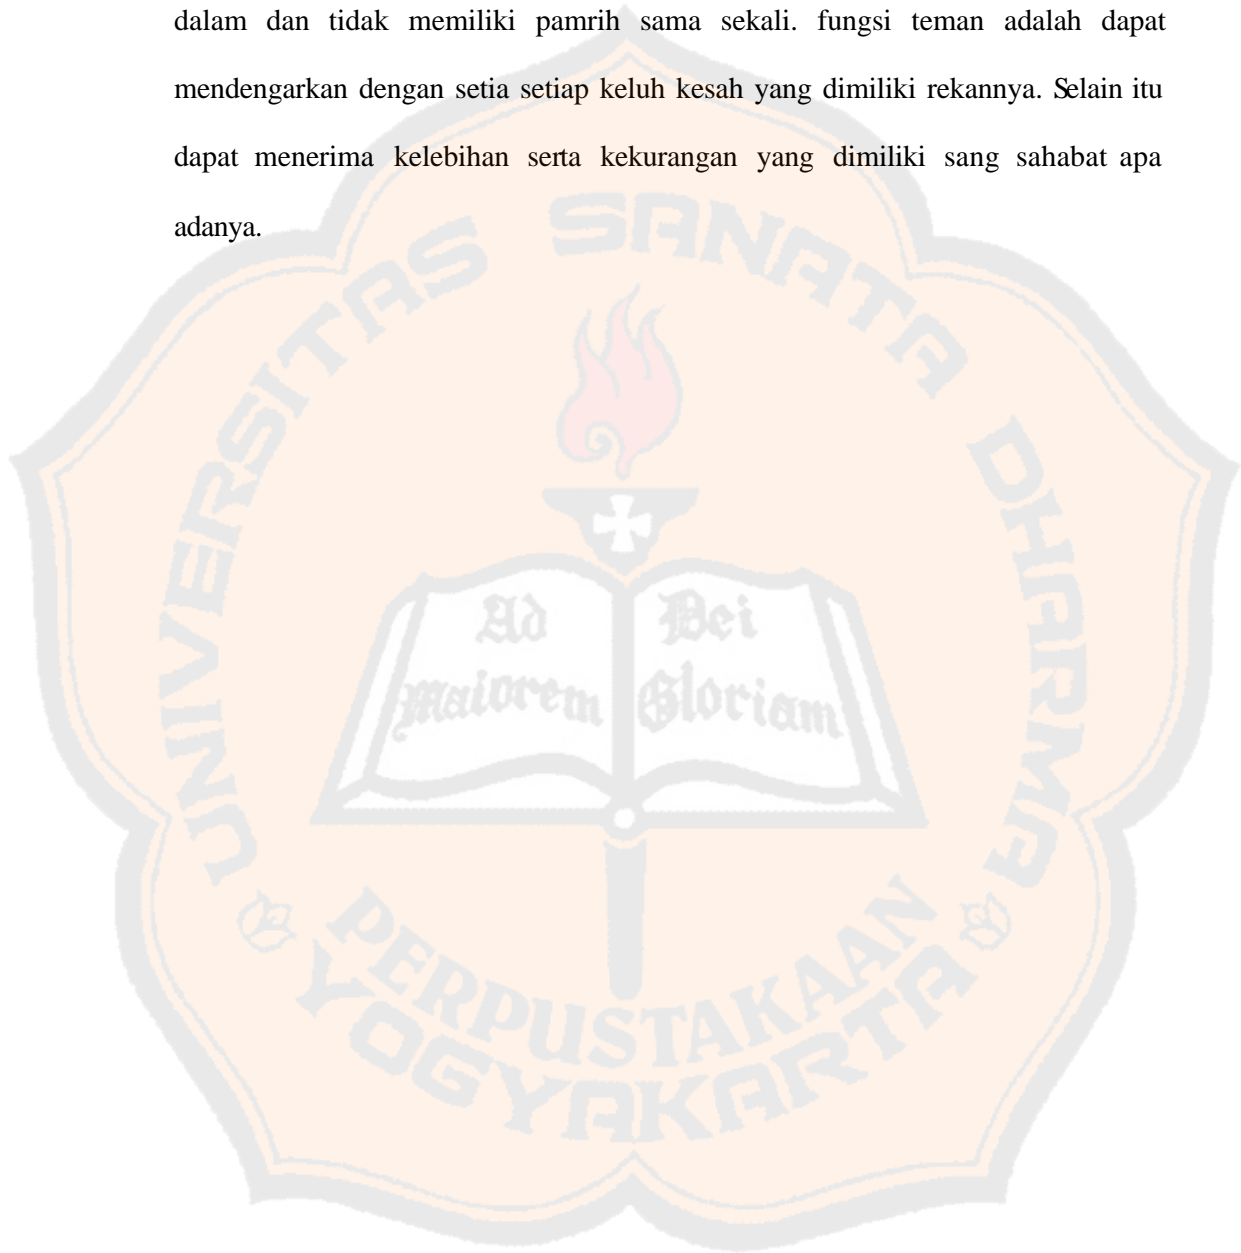 dalam dan tidak memiliki pamrih sama sekali. fungsi teman adalah dapat
mendengarkan dengan setia setiap keluh kesah yang dimiliki rekannya. Selain itu
dapat menerima kelebihan serta kekurangan yang dimiliki sang sahabat apa
adanya.
UNIVERSITAS SANATA DHARMA
Ad Dei
Maiorem Gloriam
PERPUSTAKAAN
YOGYAKARTA